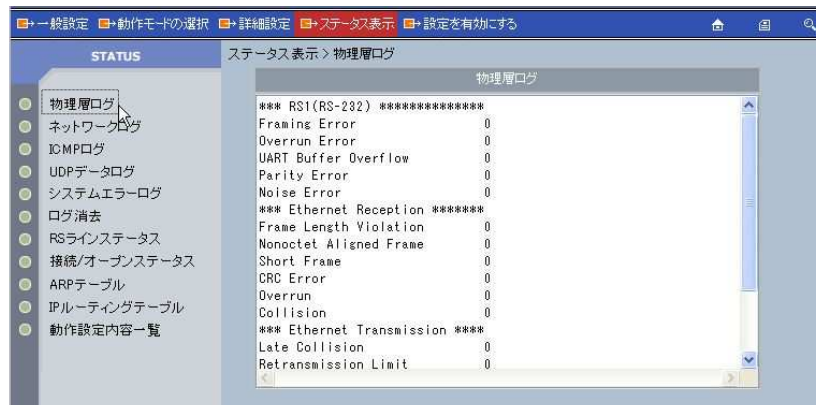 一般設定 動作モードの選択 詳細設定 ステータス表示 設定を有効にする
STATUS
物理層ログ
ネットワークログ
ICMPログ
UDPデータログ
システムエラーログ
ログ消去
RSラインステータス
接続/オープンステータス
ARPテーブル
IPルーティングテーブル
動作設定内容一覧
ステータス表示>物理層ログ
物理層ログ
*** RS1(RS-232) **************
Framing Error 0
Overrun Error 0
UART Buffer Overflow 0
Parity Error 0
Noise Error 0
*** Ethernet Reception *******
Frame Length Violation 0
Nonoctet Aligned Frame 0
Short Frame 0
CRC Error 0
Overrun 0
Collision 0
*** Ethernet Transmission ****
Late Collision 0
Retransmission Limit 0